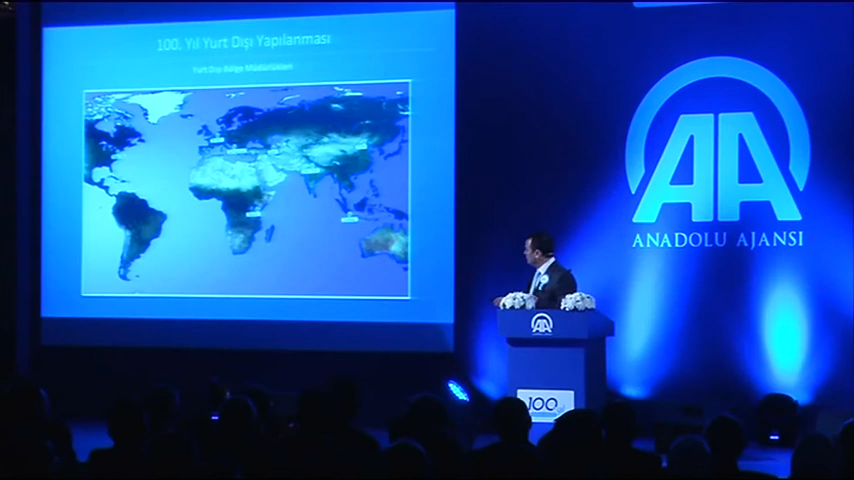 100. Yıl Yurt Dışı Yapılanması
Yurt Dışı Bölge Müdürlükleri
AA
ANADOLU AJANSI
AA
100